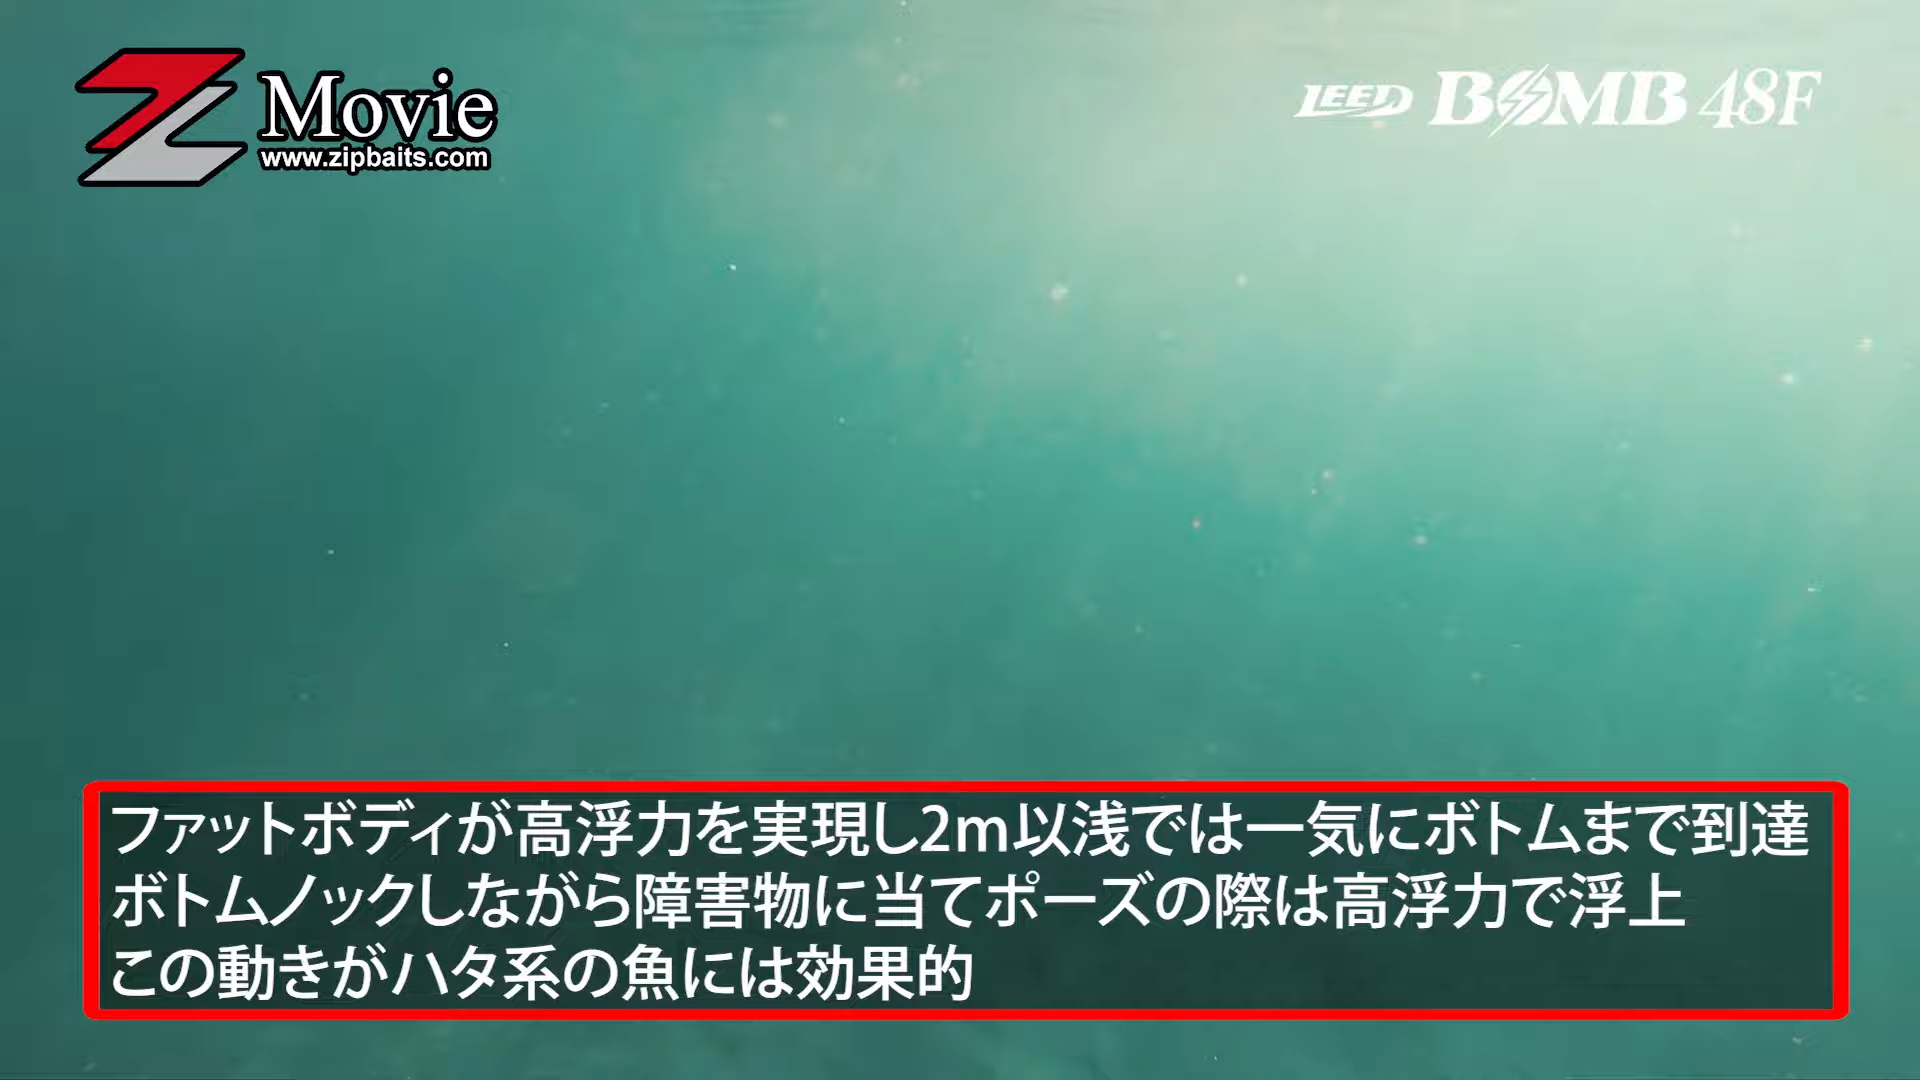 Movie
www.zipbaits.com
LEED BOMB 48F
ファットボディが高浮力を実現し2m以浅では一気にボトムまで到達
ボトムノックしながら障害物に当てポーズの際は高浮力で浮上
この動きがハタ系の魚には効果的